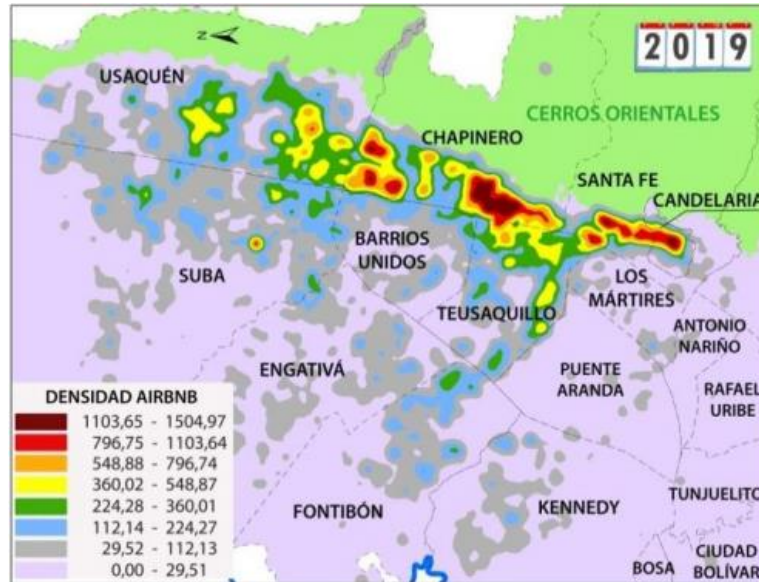 2019
N
USAQUÉN
CERROS ORIENTALES
CHAPINERO
SANTA FE
CANDELARIA
BARRIOS
UNIDOS
SUBA
LOS
MÁRTIRES
TEUSAQUILLO
ANTONIO
NARIÑO
ENGATIVÁ
PUENTE
ARANDA
RAFAEL
URIBE
DENSIDAD AIRBNB
1103,65 - 1504,97
796,75 - 1103,64
548,88 - 796,74
360,02 - 548,87
224,28 - 360,01
112,14 - 224,27
29,52 - 112,13
0,00 - 29,51
FONTIBÓN
KENNEDY
TUNJUELITO
BOSA
CIUDAD
BOLÍVAR